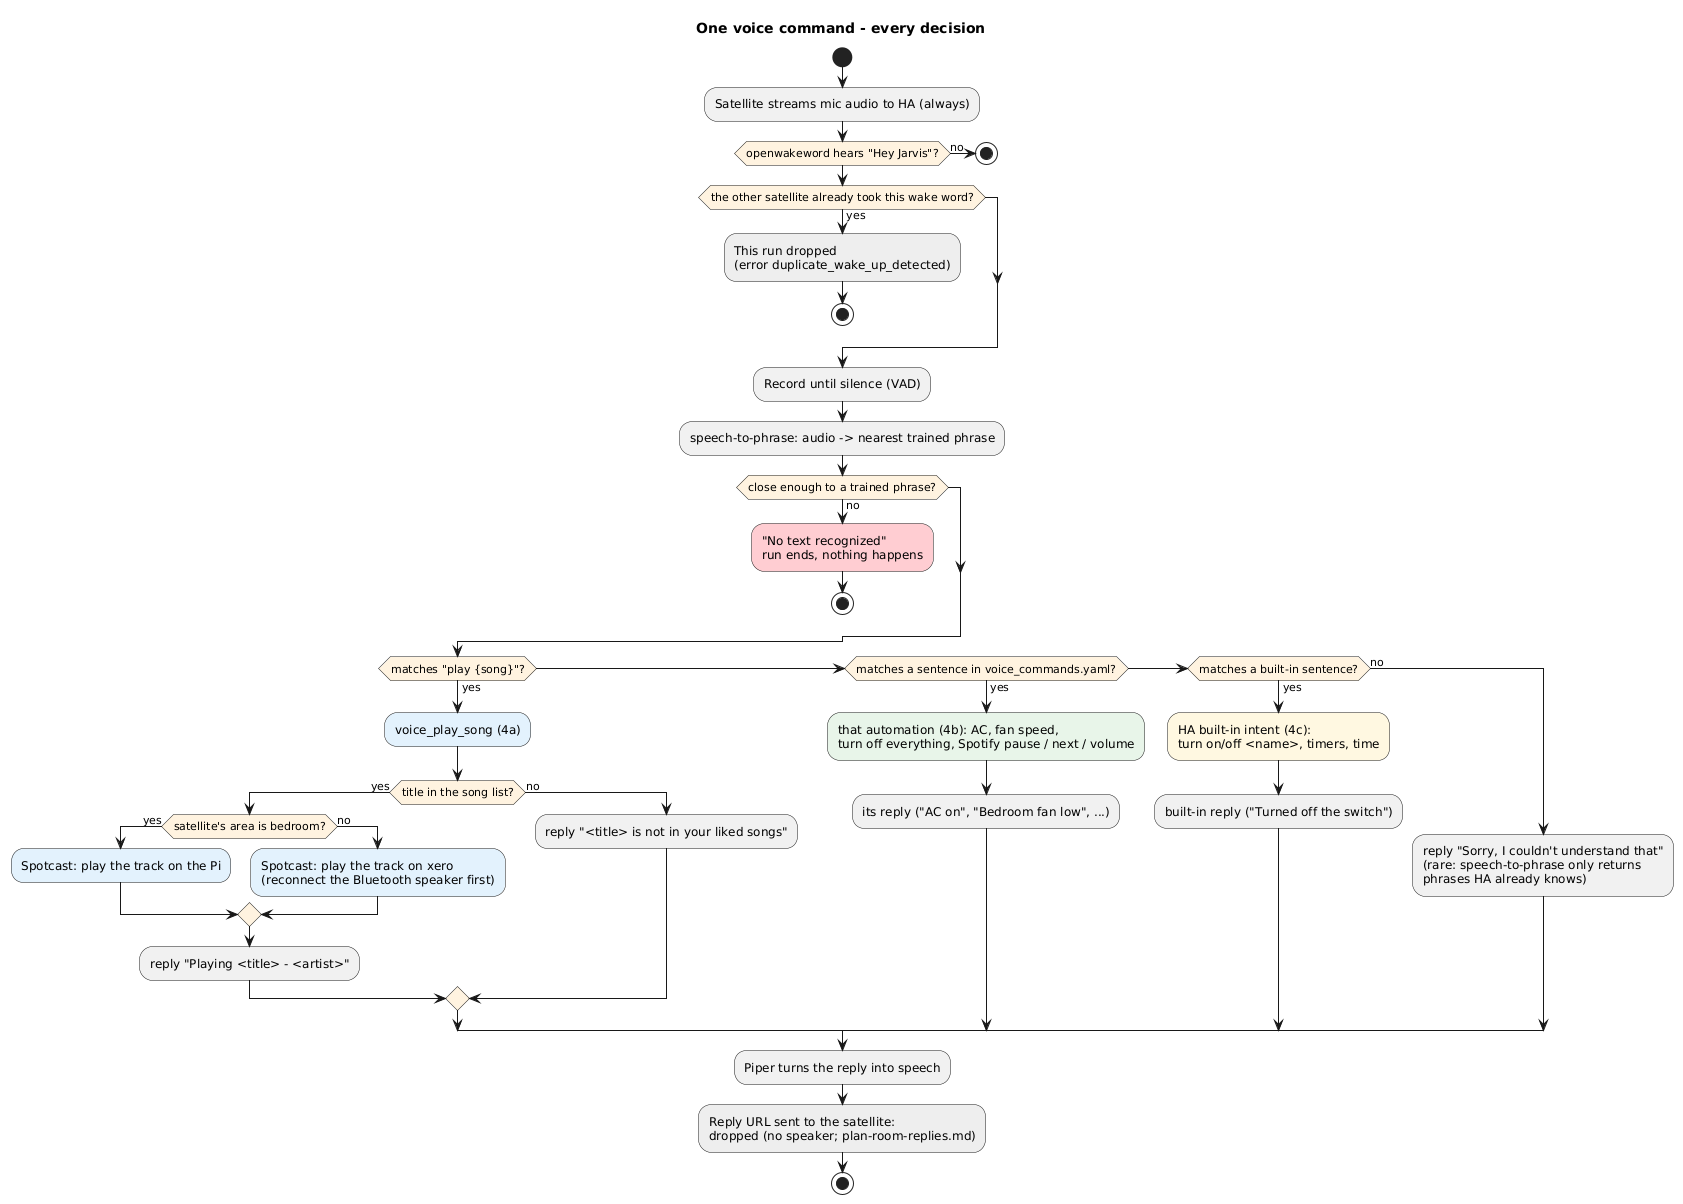 One voice command - every decision
Satellite streams mic audio to HA (always)
openwakeword hears "Hey Jarvis"?
no
the other satellite already took this wake word?
yes
This run dropped
(error duplicate_wake_up_detected)
Record until silence (VAD)
speech-to-phrase: audio -> nearest trained phrase
close enough to a trained phrase?
no
"No text recognized"
run ends, nothing happens
matches "play {song}"?
yes
matches a sentence in voice_commands.yaml?
yes
matches a built-in sentence?
yes
no
voice_play_song (4a)
that automation (4b): AC, fan speed,
turn off everything, Spotify pause / next / volume
HA built-in intent (4c):
turn on/off <name>, timers, time
yes
title in the song list?
no
yes
satellite's area is bedroom?
no
its reply ("AC on", "Bedroom fan low", ...)
built-in reply ("Turned off the switch")
reply "<title> is not in your liked songs"
Spotcast: play the track on the Pi
Spotcast: play the track on xero
(reconnect the Bluetooth speaker first)
reply "Sorry, I couldn't understand that"
(rare: speech-to-phrase only returns
phrases HA already knows)
reply "Playing <title> - <artist>"
Piper turns the reply into speech
Reply URL sent to the satellite:
dropped (no speaker; plan-room-replies.md)